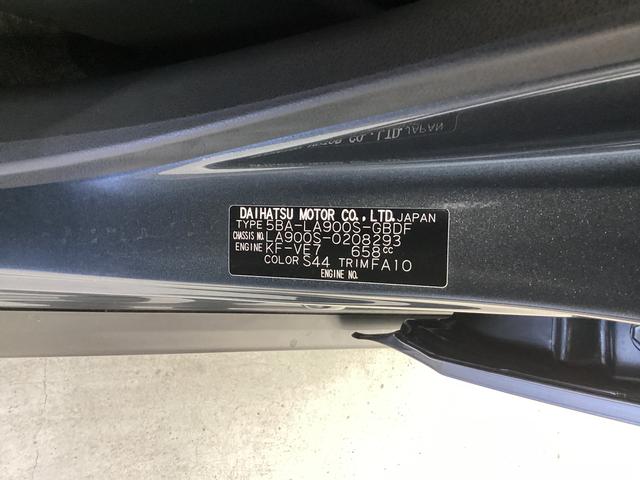 DAIHATSU MOTOR CO., LTD. JAPAN
TYPE 5BA-LA900S-GBDF
CHASSIS NO. LA900S-0208293
ENGINE KF-VE7 658cc
COLOR S44 TRIM FA10
ENGINE NO.